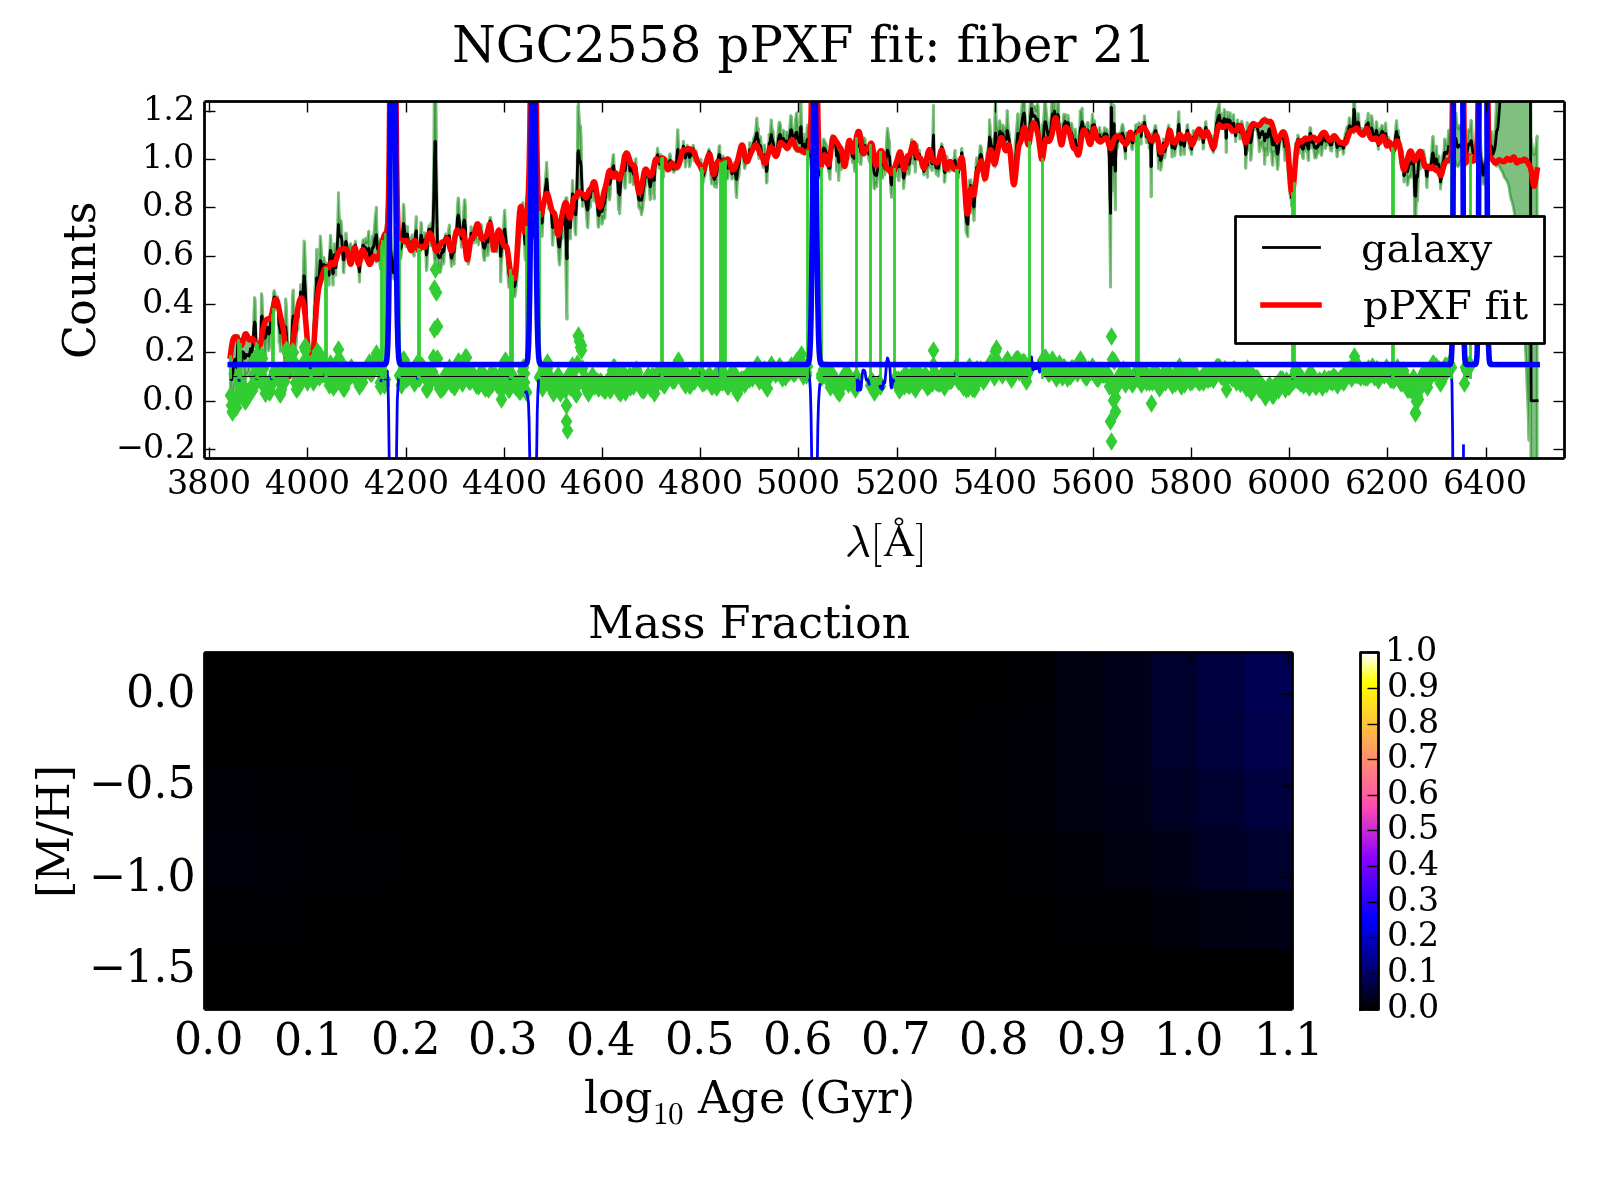 NGC2558 pPXF fit: fiber 21
1.2
1.0
0.8
0.6
0.4
0.2
0.0
−0.2
Counts
galaxy
pPXF fit
3800 4000 4200 4400 4600 4800 5000 5200 5400 5600 5800 6000 6200 6400
λ[Å]
Mass Fraction
0.0
−0.5
−1.0
−1.5
[M/H]
0.0 0.1 0.2 0.3 0.4 0.5 0.6 0.7 0.8 0.9 1.0 1.1
log₁₀ Age (Gyr)
1.0
0.9
0.8
0.7
0.6
0.5
0.4
0.3
0.2
0.1
0.0